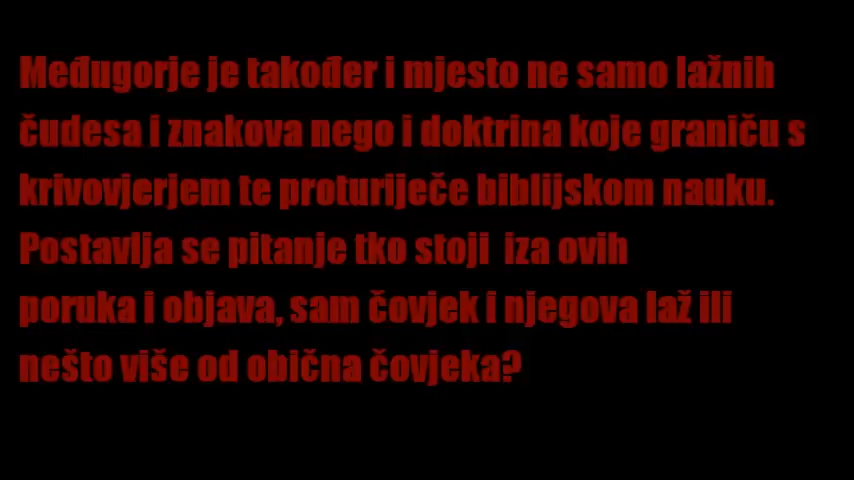 Međugorje je također i mjesto ne samo lažnih
čudesa i znakova nego i doktrina koje graniču s
krivovjerjem te proturiječe biblijskom nauku.
Postavlja se pitanje tko stoji  iza ovih
poruka i objava, sam čovjek i njegova laž ili
nešto više od obična čovjeka?